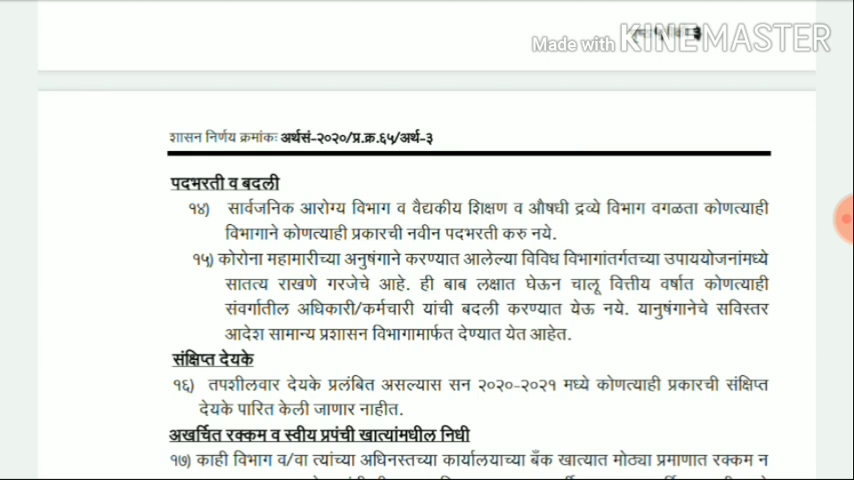 Made with KINEMASTER
शासन निर्णय क्रमांकः अर्थसं-२०२०/प्र.क्र.६५/अर्थ-३
पदभरती व बदली
१४) सार्वजनिक आरोग्य विभाग व वैद्यकीय शिक्षण व औषधी द्रव्ये विभाग वगळता कोणत्याही
विभागाने कोणत्याही प्रकारची नवीन पदभरती करु नये.
१५) कोरोना महामारीच्या अनुषंगाने करण्यात आलेल्या विविध विभागांतर्गतच्या उपाययोजनांमध्ये
सातत्य राखणे गरजेचे आहे. ही बाब लक्षात घेऊन चालू वित्तीय वर्षात कोणत्याही
संवर्गातील अधिकारी/कर्मचारी यांची बदली करण्यात येऊ नये. यानुषंगानेचे सविस्तर
आदेश सामान्य प्रशासन विभागामार्फत देण्यात येत आहेत.
संक्षिप्त देयके
१६) तपशीलवार देयके प्रलंबित असल्यास सन २०२०-२०२१ मध्ये कोणत्याही प्रकारची संक्षिप्त
देयके पारित केली जाणार नाहीत.
अखर्चित रक्कम व स्वीय प्रपंची खात्यांमधील निधी
१७) काही विभाग व/वा त्यांच्या अधिनस्तच्या कार्यालयाच्या बँक खात्यात मोठ्या प्रमाणात रक्कम न